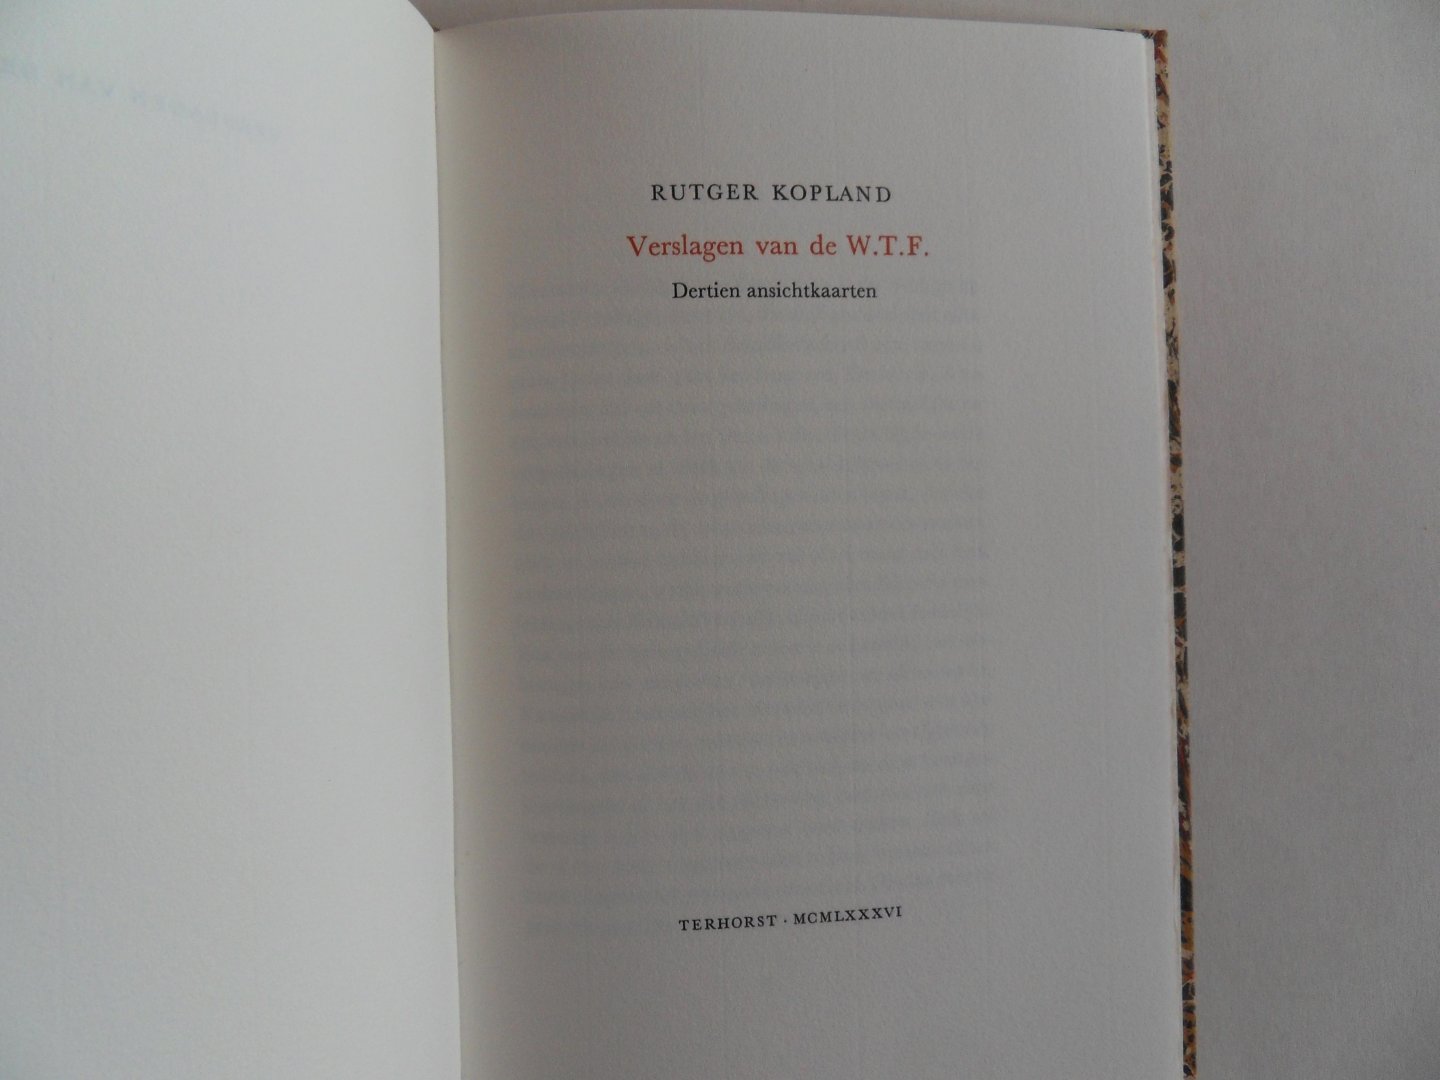 RUTGER KOPLAND
Verslagen van de W.T.F.
Dertien ansichtkaarten
TERHORST · MCMLXXXVI